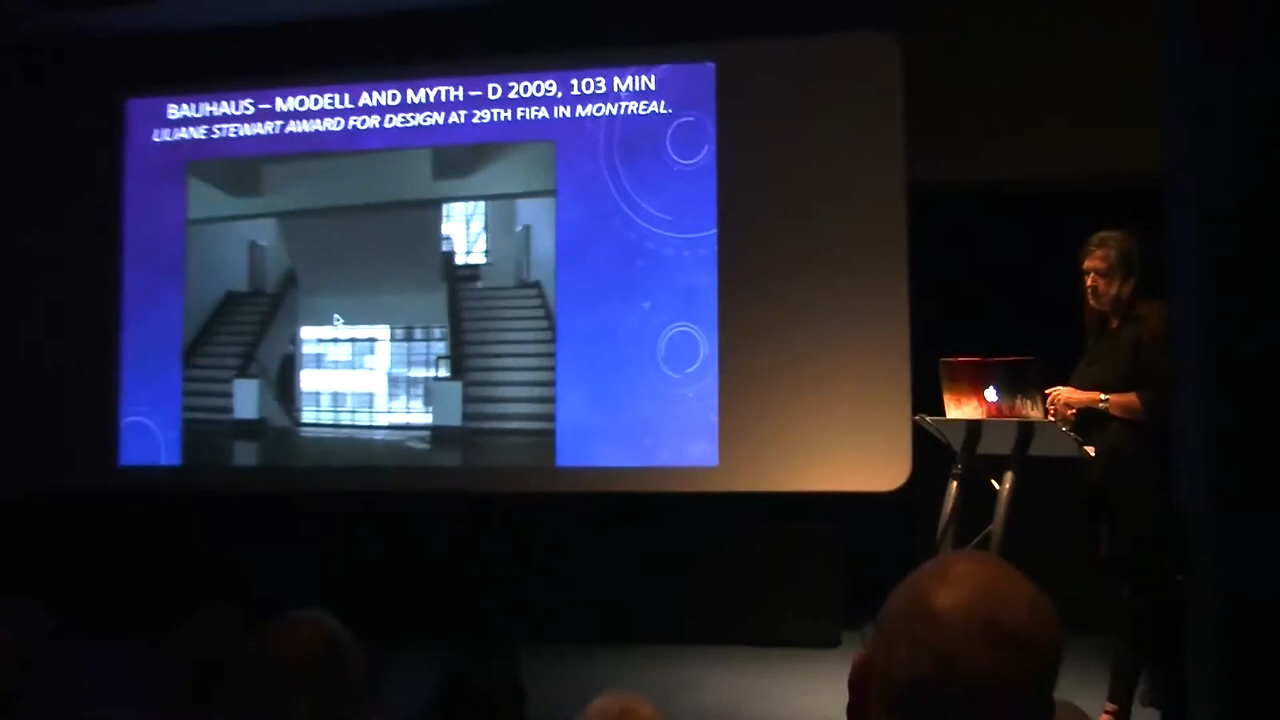 BAUHAUS – MODELL AND MYTH – D 2009, 103 MIN
LILIANE STEWART AWARD FOR DESIGN AT 29TH FIFA IN MONTREAL.